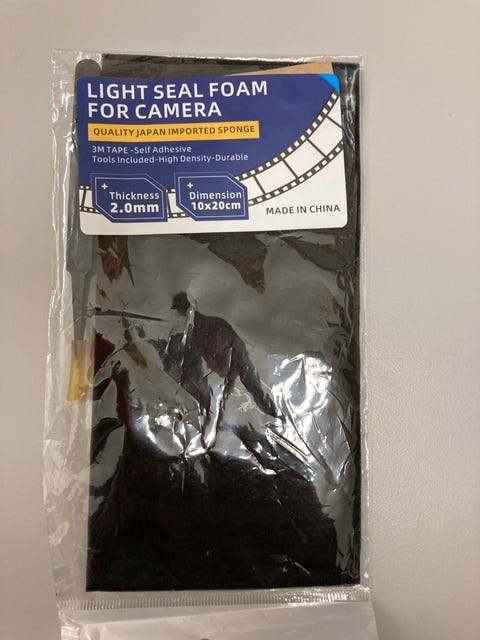 LIGHT SEAL FOAM
FOR CAMERA
QUALITY JAPAN IMPORTED SPONGE
3M TAPE -Self Adhesive
Tools Included-High Density-Durable
+ Thickness
2.0mm
+ Dimension
10x20cm
MADE IN CHINA